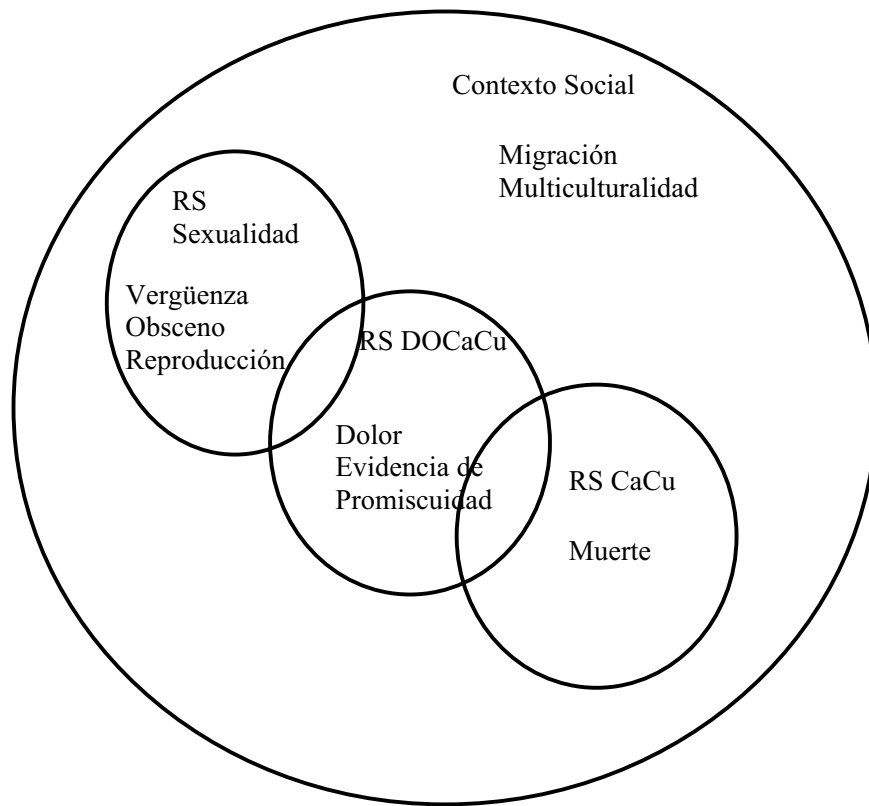 Contexto Social
Migración
Multiculturalidad
RS
Sexualidad
Vergüenza
Obsceno
Reproducción
RS DOCaCu
Dolor
Evidencia de
Promiscuidad
RS CaCu
Muerte